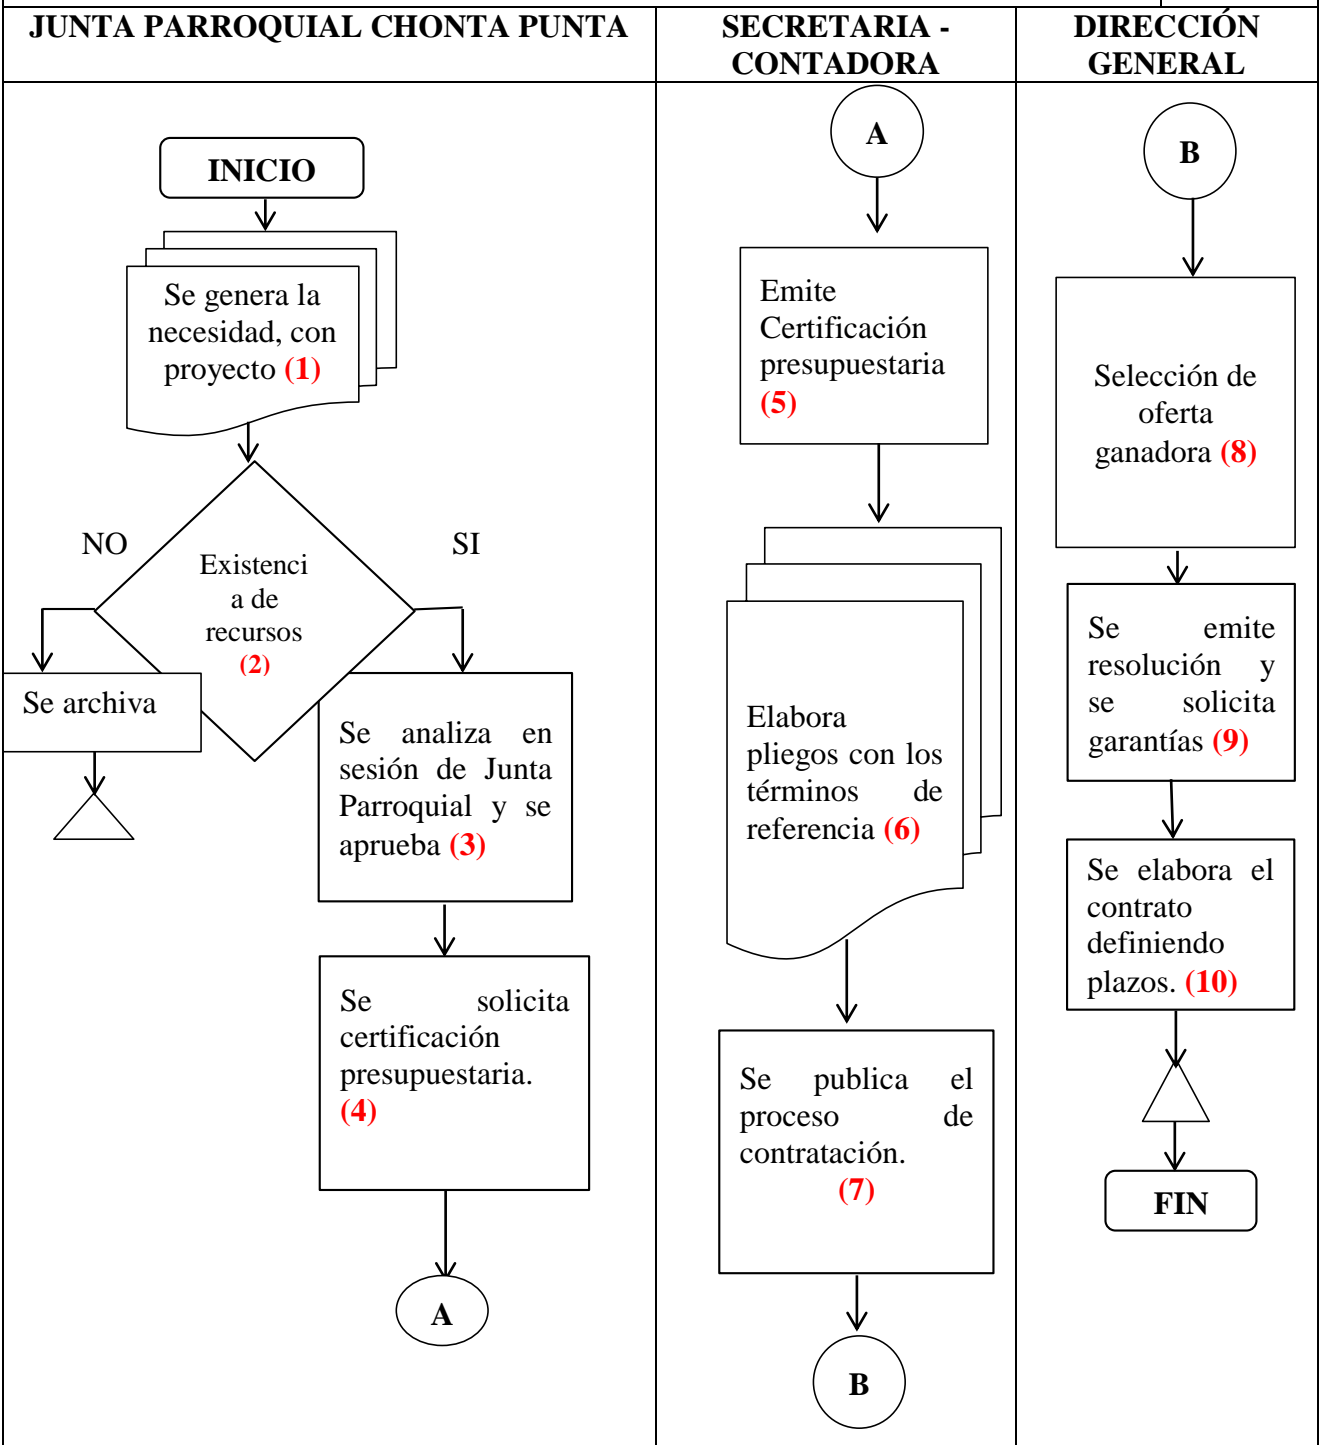 JUNTA PARROQUIAL CHONTA PUNTA
SECRETARIA -
CONTADORA
DIRECCIÓN
GENERAL
INICIO
Se genera la
necesidad, con
proyecto (1)
NO
SI
Existenci
a de
recursos
(2)
Se archiva
Se analiza en
sesión de Junta
Parroquial y se
aprueba (3)
Se solicita
certificación
presupuestaria.
(4)
A
A
Emite
Certificación
presupuestaria
(5)
Elabora
pliegos con los
términos de
referencia (6)
Se publica el
proceso de
contratación.
(7)
B
B
Selección de
oferta
ganadora (8)
Se emite
resolución y
se solicita
garantías (9)
Se elabora el
contrato
definiendo
plazos. (10)
FIN